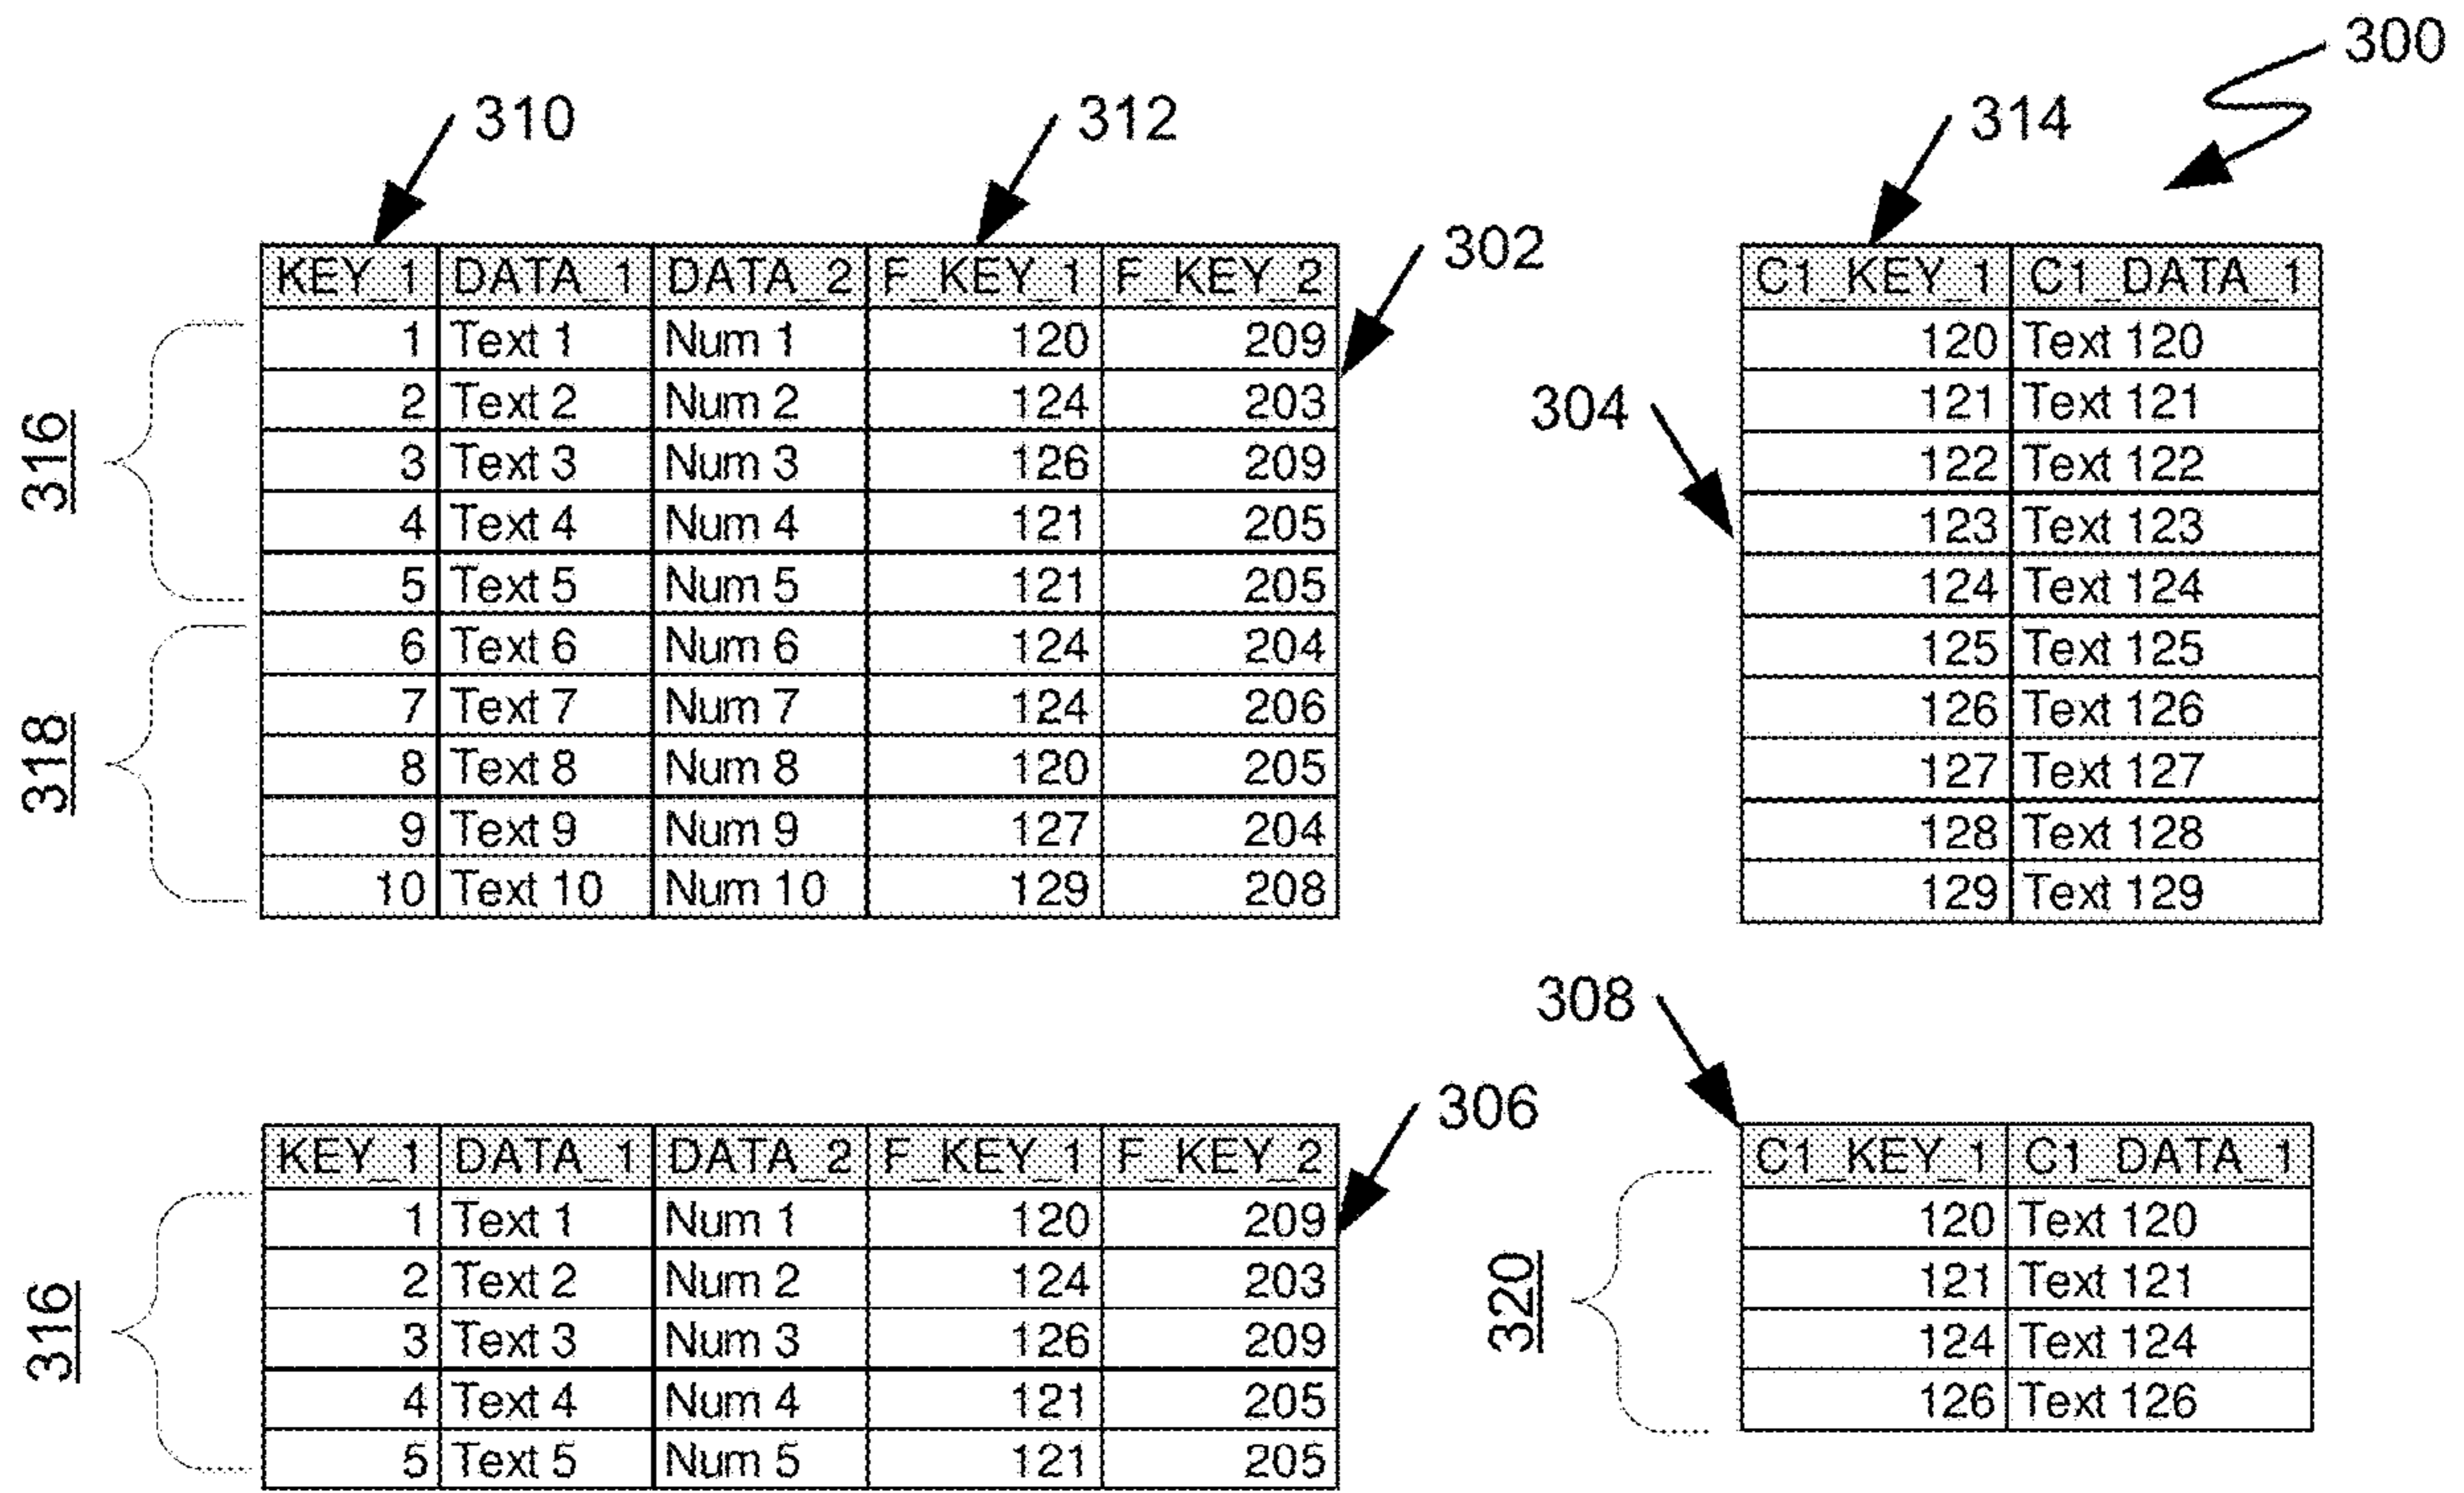 300
310 312 314
302
KEY_1 DATA_1 DATA_2 F_KEY_1 F_KEY_2
1 Text 1 Num 1 120 209
2 Text 2 Num 2 124 203
3 Text 3 Num 3 126 209
4 Text 4 Num 4 121 205
5 Text 5 Num 5 121 205
6 Text 6 Num 6 124 204
7 Text 7 Num 7 124 206
8 Text 8 Num 8 120 205
9 Text 9 Num 9 127 204
10 Text 10 Num 10 129 208
316
318
304
C1_KEY_1 C1_DATA_1
120 Text 120
121 Text 121
122 Text 122
123 Text 123
124 Text 124
125 Text 125
126 Text 126
127 Text 127
128 Text 128
129 Text 129
306
KEY_1 DATA_1 DATA_2 F_KEY_1 F_KEY_2
1 Text 1 Num 1 120 209
2 Text 2 Num 2 124 203
3 Text 3 Num 3 126 209
4 Text 4 Num 4 121 205
5 Text 5 Num 5 121 205
316
308
C1_KEY_1 C1_DATA_1
120 Text 120
121 Text 121
124 Text 124
126 Text 126
320